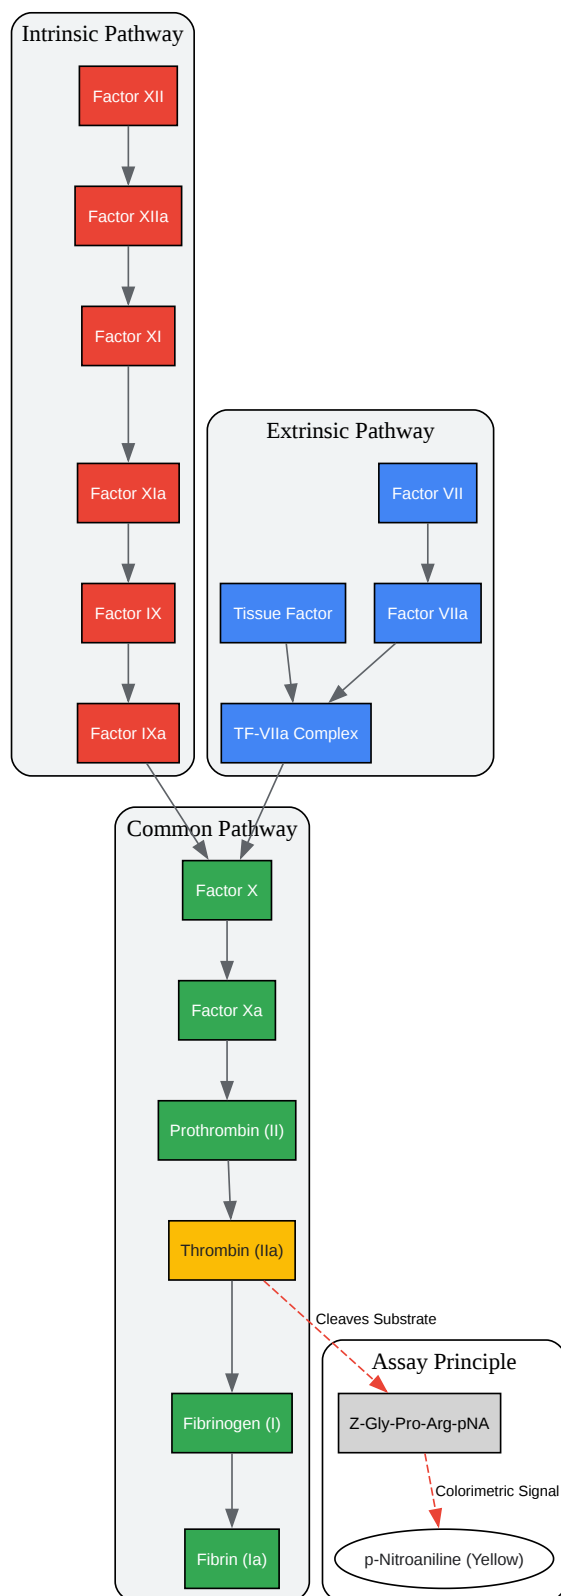 Intrinsic Pathway
Factor XII
Factor XIIa
Factor XI
Factor XIa
Factor IX
Factor IXa
Extrinsic Pathway
Factor VII
Tissue Factor
Factor VIIa
TF-VIIa Complex
Common Pathway
Factor X
Factor Xa
Prothrombin (II)
Thrombin (IIa)
Cleaves Substrate
Fibrinogen (I)
Fibrin (Ia)
Assay Principle
Z-Gly-Pro-Arg-pNA
Colorimetric Signal
p-Nitroaniline (Yellow)